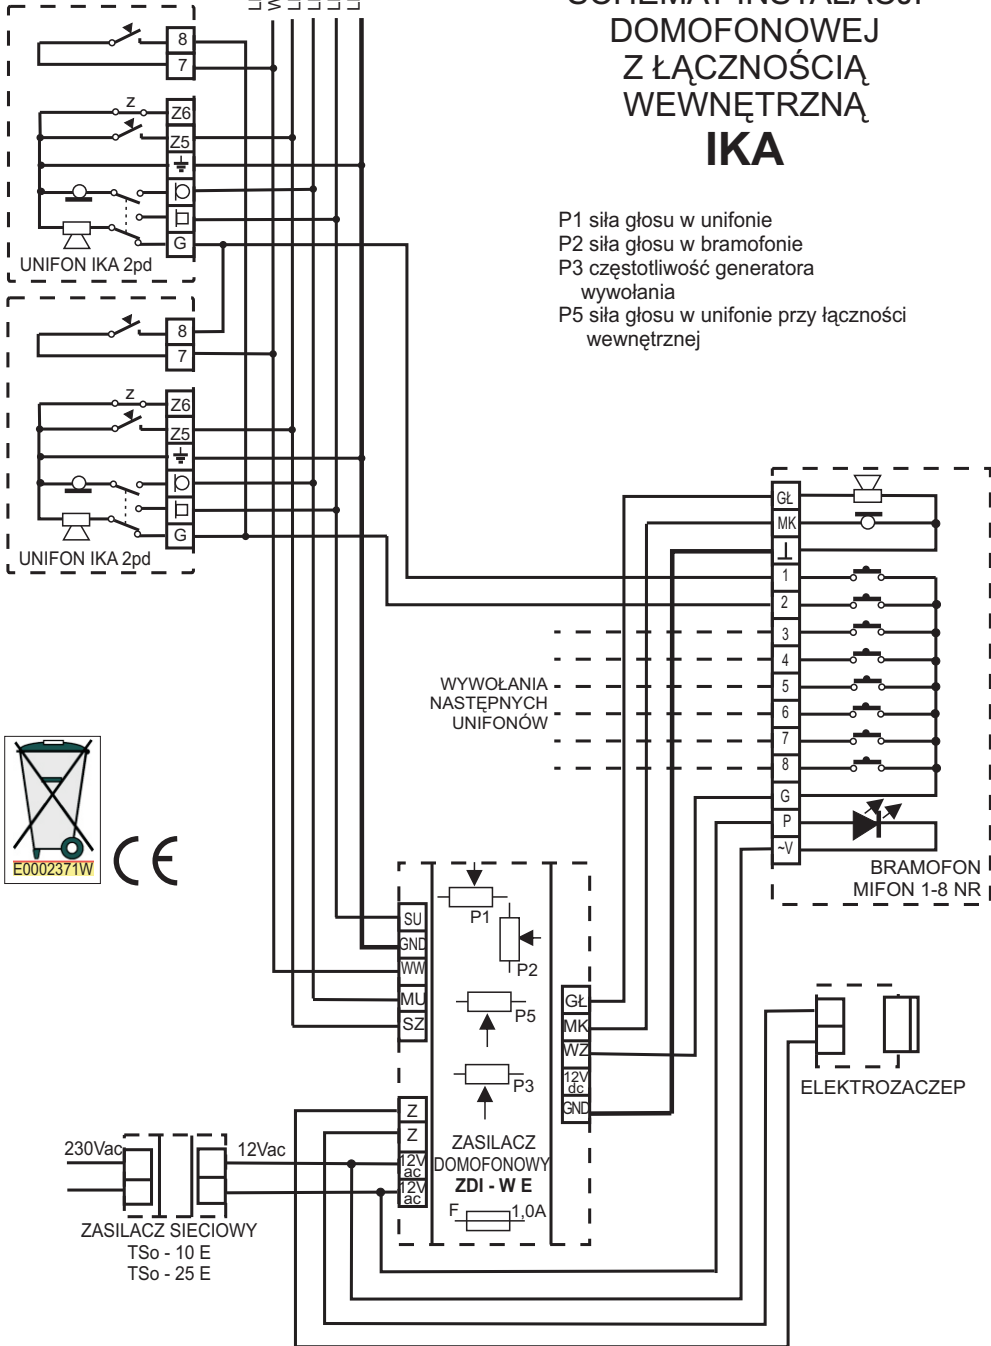 DOMOFONOWEJ
Z ŁĄCZNOŚCIĄ
WEWNĘTRZNĄ
IKA
P1 siła głosu w unifonie
P2 siła głosu w bramofonie
P3 częstotliwość generatora
wywołania
P5 siła głosu w unifonie przy łączności
wewnętrznej
8
7
Z
Z6
Z5
G
UNIFON IKA 2pd
8
7
Z
Z6
Z5
G
UNIFON IKA 2pd
GŁ
MK
1
2
3
4
5
6
7
8
G
P
~V
BRAMOFON
MIFON 1-8 NR
WYWOŁANIA
NASTĘPNYCH
UNIFONÓW
E0002371W
CE
SU
GND
WW
MU
SZ
P1
P2
P5
P3
GŁ
MK
WZ
12V
dc
GND
Z
Z
12V
ac
12V
ac
ZASILACZ
DOMOFONOWY
ZDI - W E
F 1,0A
ELEKTROZACZEP
230Vac
12Vac
ZASILACZ SIECIOWY
TSo - 10 E
TSo - 25 E